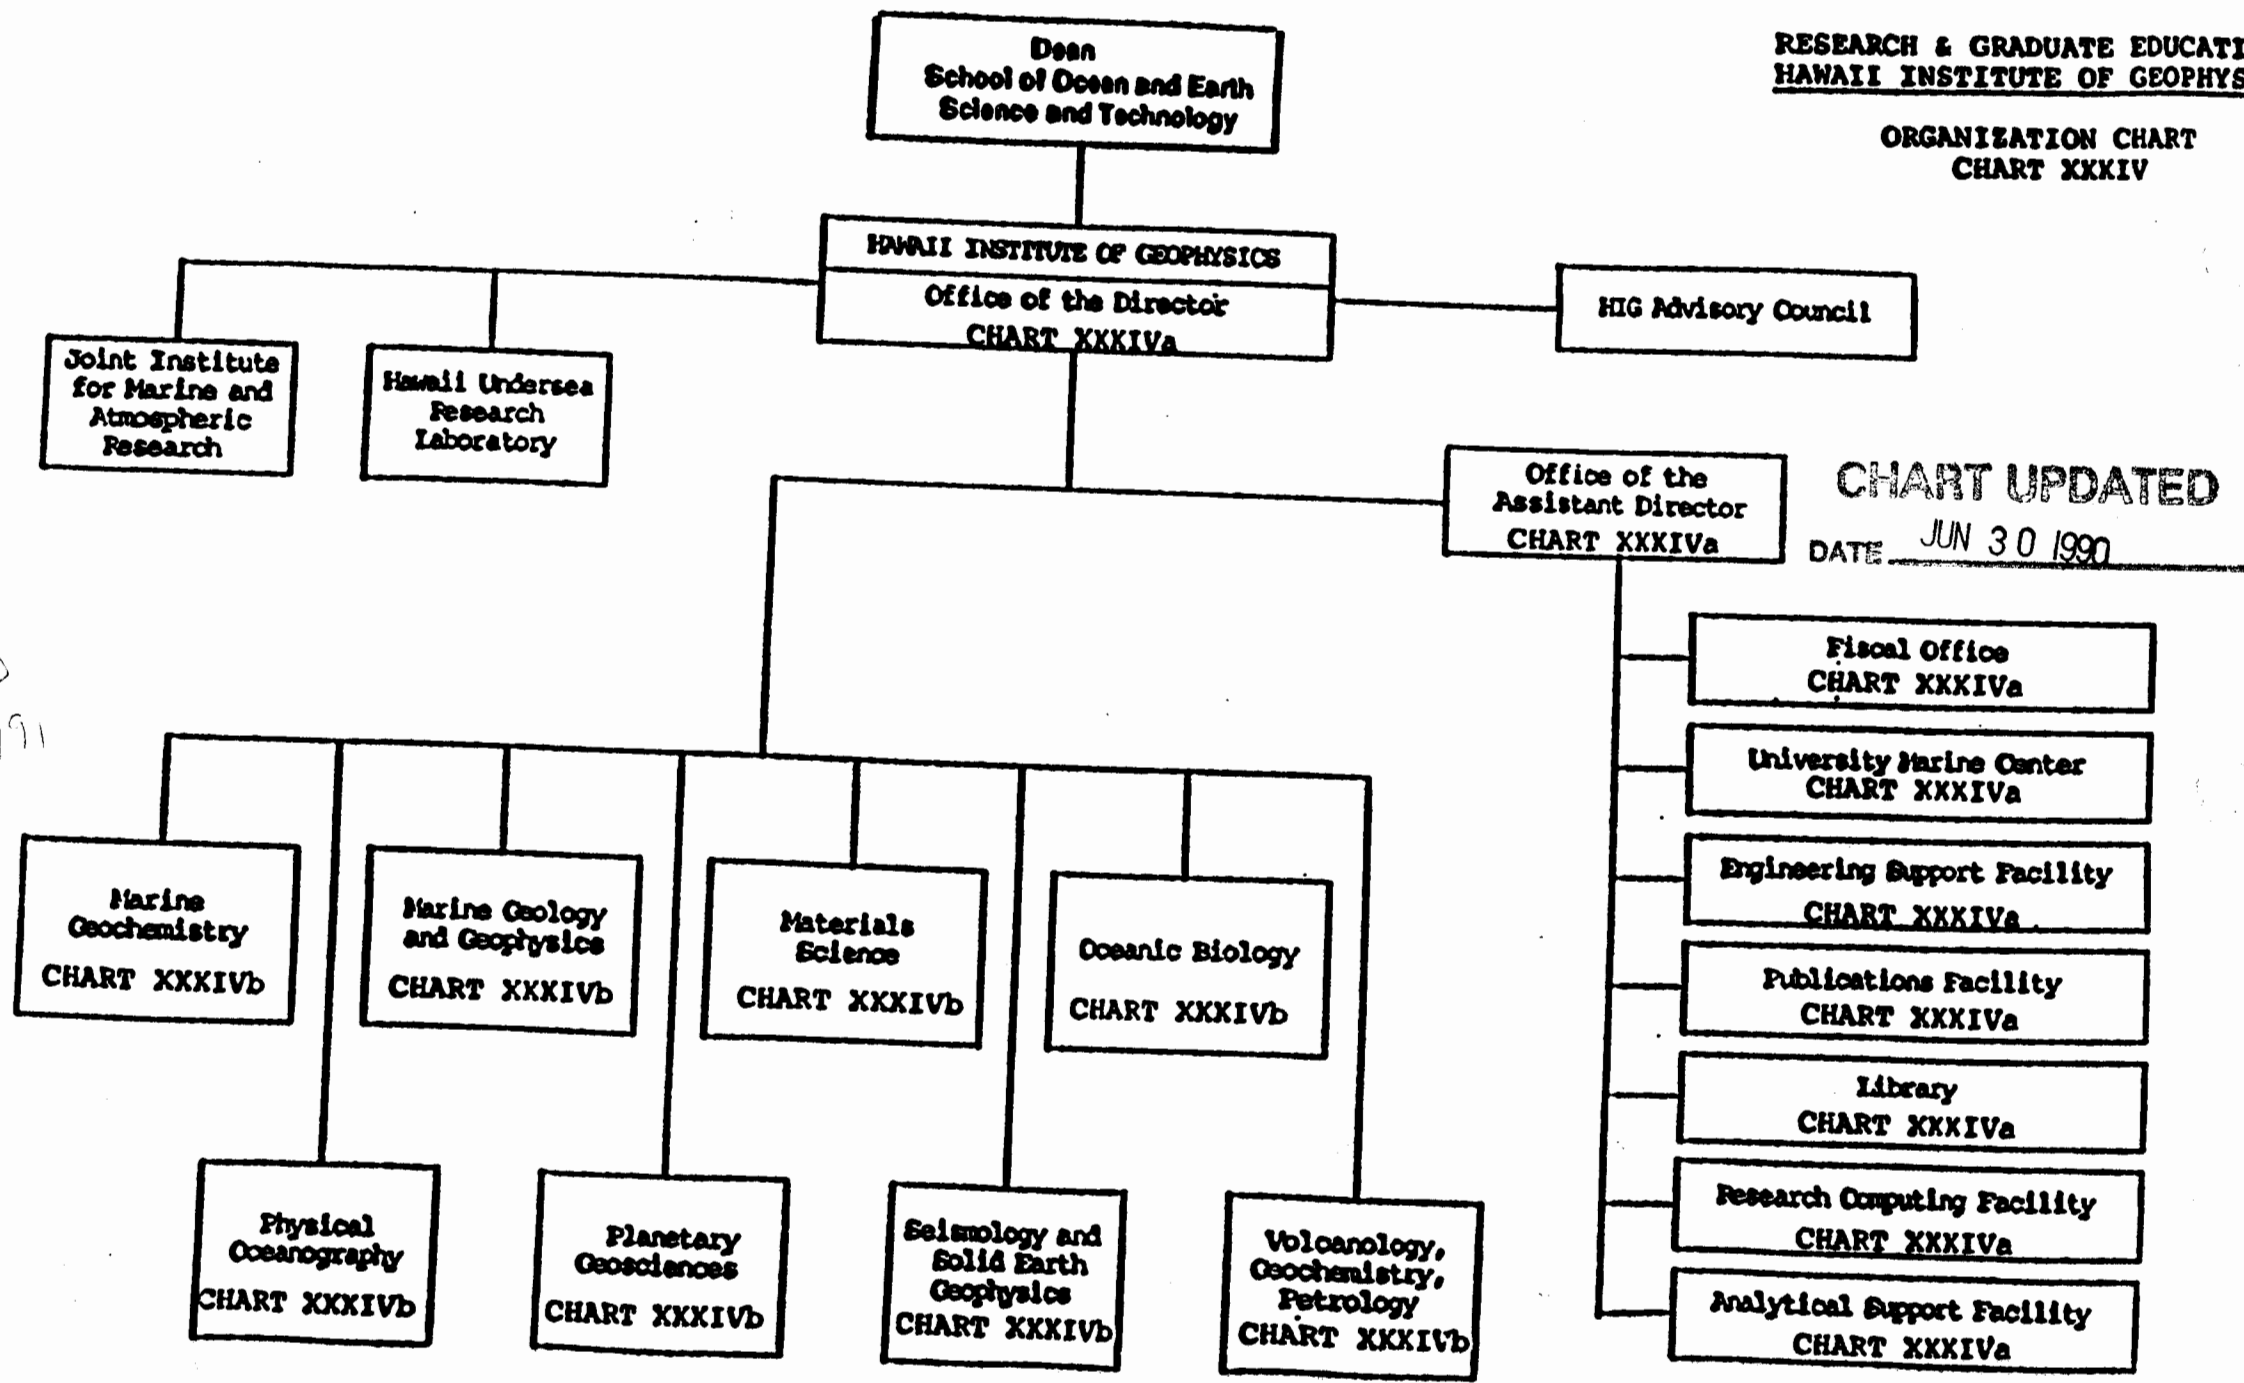 RESEARCH & GRADUATE EDUCATI
HAWAII INSTITUTE OF GEOPHYS
ORGANIZATION CHART
CHART XXXIV
Dean
School of Ocean and Earth
Science and Technology
HAWAII INSTITUTE OF GEOPHYSICS
Office of the Director
CHART XXXIVa
HIG Advisory Council
Joint Institute
for Marine and
Atmospheric
Research
Hawaii Undersea
Research
Laboratory
Office of the
Assistant Director
CHART XXXIVa
CHART UPDATED
DATE JUN 30 1990
Fiscal Office
CHART XXXIVa
University Marine Center
CHART XXXIVa
Engineering Support Facility
CHART XXXIVa
Publications Facility
CHART XXXIVa
Library
CHART XXXIVa
Research Computing Facility
CHART XXXIVa
Analytical Support Facility
CHART XXXIVa
Marine
Geochemistry
CHART XXXIVb
Marine Geology
and Geophysics
CHART XXXIVb
Materials
Science
CHART XXXIVb
Oceanic Biology
CHART XXXIVb
Physical
Oceanography
CHART XXXIVb
Planetary
Geosciences
CHART XXXIVb
Seismology and
Solid Earth
Geophysics
CHART XXXIVb
Volcanology,
Geochemistry,
Petrology
CHART XXXIVb